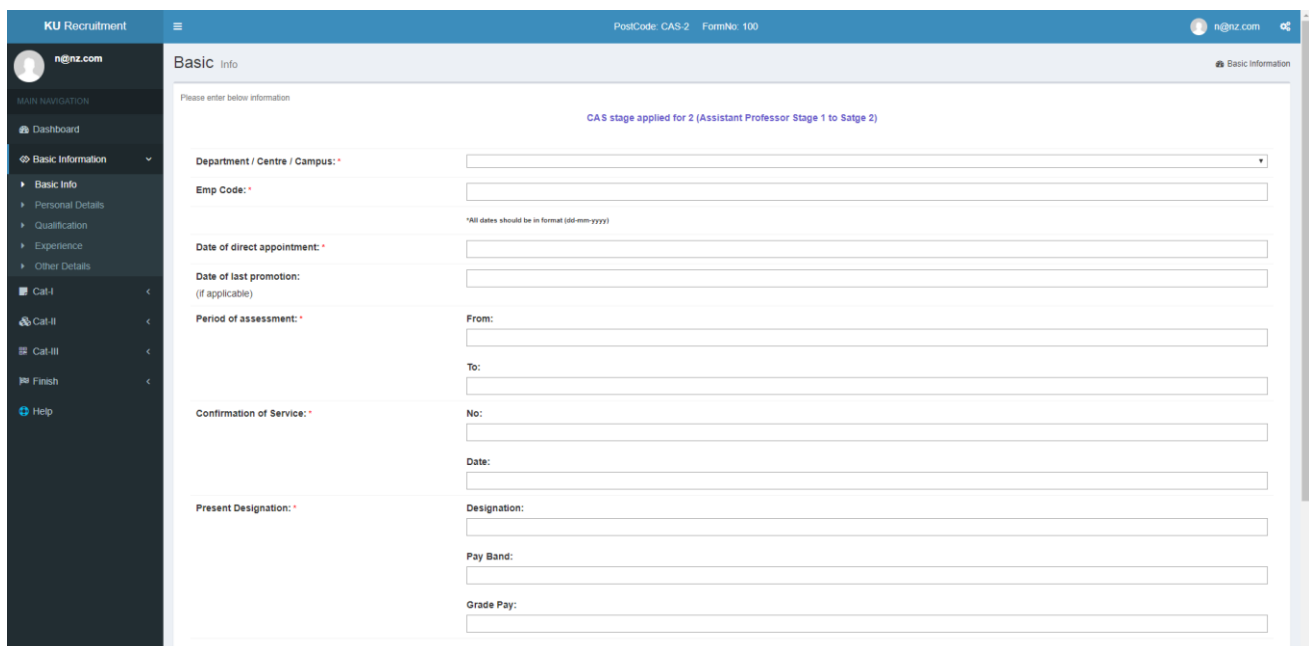 KU Recruitment
PostCode: CAS-2 FormNo: 100
n@nz.com
n@nz.com
MAIN NAVIGATION
Dashboard
Basic Information
Basic Info
Personal Details
Qualification
Experience
Other Details
Cat-I
Cat-II
Cat-III
Finish
Help
Basic Info
Basic Information
Please enter below information
CAS stage applied for 2 (Assistant Professor Stage 1 to Satge 2)
Department / Centre / Campus: *
Emp Code: *
*All dates should be in format (dd-mm-yyyy)
Date of direct appointment: *
Date of last promotion:
(if applicable)
Period of assessment: *
From:
To:
Confirmation of Service: *
No:
Date:
Present Designation: *
Designation:
Pay Band:
Grade Pay: